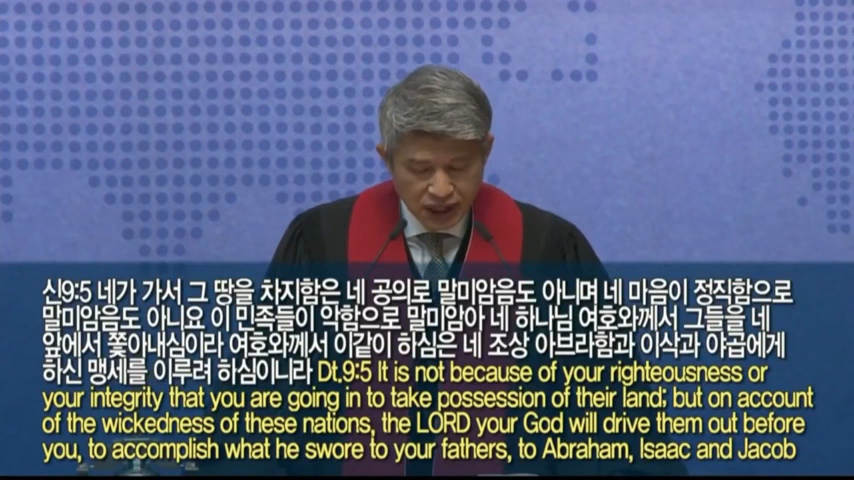 신9:5 네가 가서 그 땅을 차지함은 네 공의로 말미암음도 아니며 네 마음이 정직함으로
말미암음도 아니요 이 민족들이 악함으로 말미암아 네 하나님 여호와께서 그들을 네
앞에서 쫓아내심이라 여호와께서 이같이 하심은 네 조상 아브라함과 이삭과 야곱에게
하신 맹세를 이루려 하심이니라 Dt.9:5 It is not because of your righteousness or
your integrity that you are going in to take possession of their land; but on account
of the wickedness of these nations, the LORD your God will drive them out before
you, to accomplish what he swore to your fathers, to Abraham, Isaac and Jacob